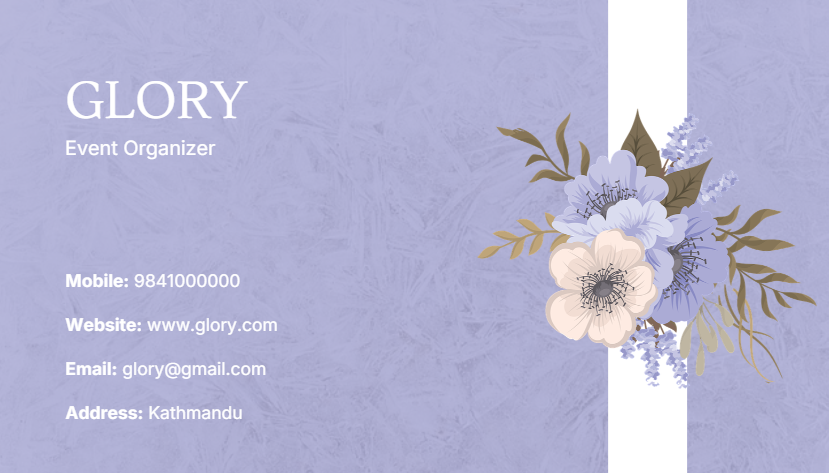 GLORY
Event Organizer
Mobile: 9841000000
Website: www.glory.com
Email: glory@gmail.com
Address: Kathmandu